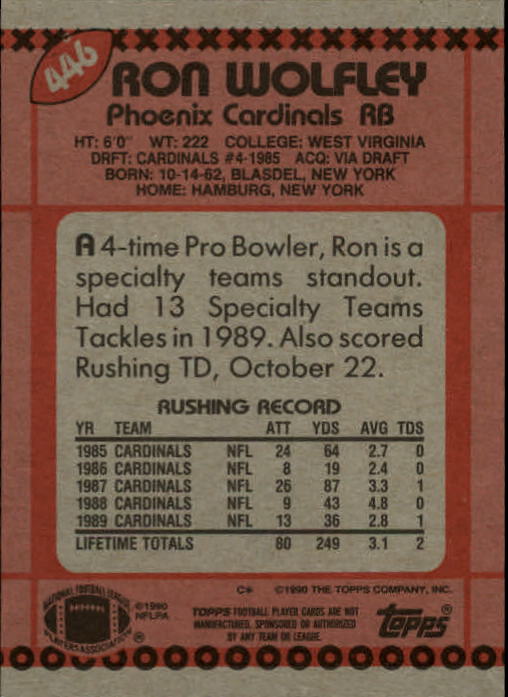 446
RON WOLFLEY
Phoenix Cardinals RB
HT: 6'0" WT: 222 COLLEGE: WEST VIRGINIA
DRFT: CARDINALS #4-1985 ACQ: VIA DRAFT
BORN: 10-14-62, BLASDEL, NEW YORK
HOME: HAMBURG, NEW YORK
A 4-time Pro Bowler, Ron is a
specialty teams standout.
Had 13 Specialty Teams
Tackles in 1989. Also scored
Rushing TD, October 22.
RUSHING RECORD
YR TEAM ATT YDS AVG TDS
1985 CARDINALS NFL 24 64 2.7 0
1986 CARDINALS NFL 8 19 2.4 0
1987 CARDINALS NFL 26 87 3.3 1
1988 CARDINALS NFL 9 43 4.8 0
1989 CARDINALS NFL 13 36 2.8 1
LIFETIME TOTALS 80 249 3.1 2
C* ©1990 THE TOPPS COMPANY, INC.
NATIONAL FOOTBALL LEAGUE
PLAYERS ASSOCIATION ®
©1990
NFLPA
TOPPS FOOTBALL PLAYER CARDS ARE NOT
MANUFACTURED, SPONSORED OR AUTHORIZED
BY ANY TEAM OR LEAGUE.
topps®